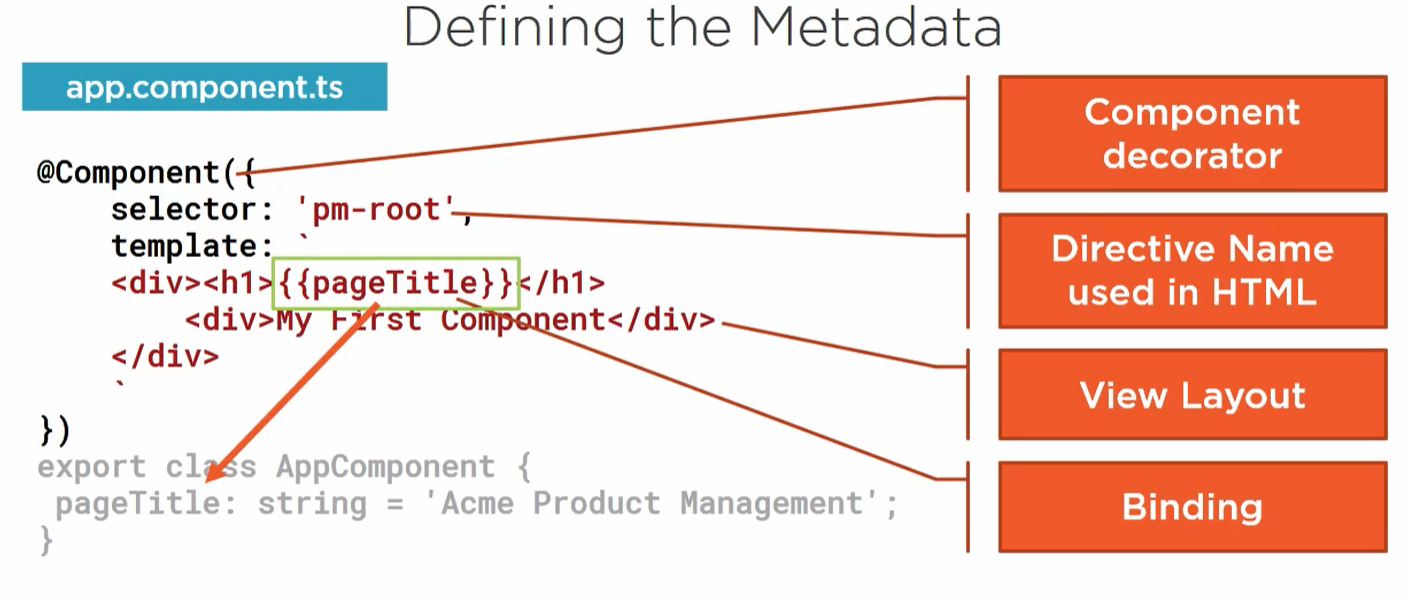 Defining the Metadata
app.component.ts
@Component({
selector: 'pm-root',
template: `
<div><h1>{{pageTitle}}</h1>
<div>My First Component</div>
</div>
`
})
export class AppComponent {
pageTitle: string = 'Acme Product Management';
}
Component
decorator
Directive Name
used in HTML
View Layout
Binding